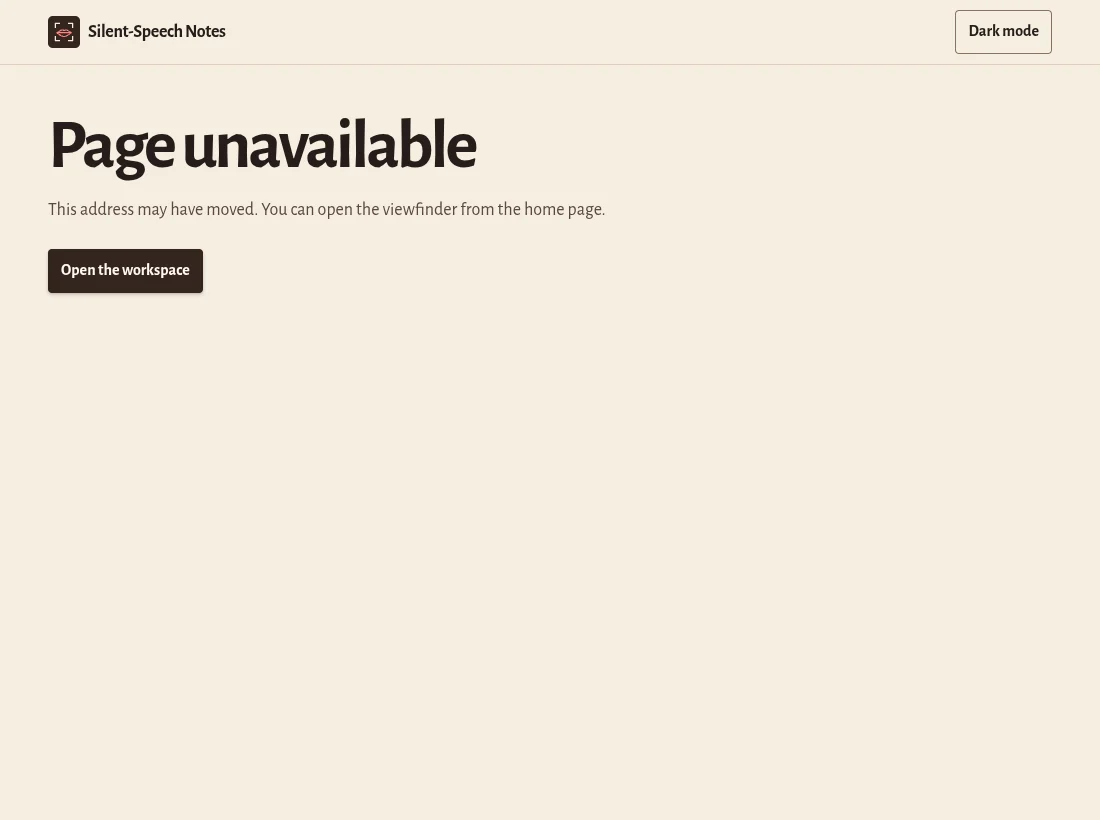 Silent-Speech Notes
Dark mode
Page unavailable
This address may have moved. You can open the viewfinder from the home page.
Open the workspace